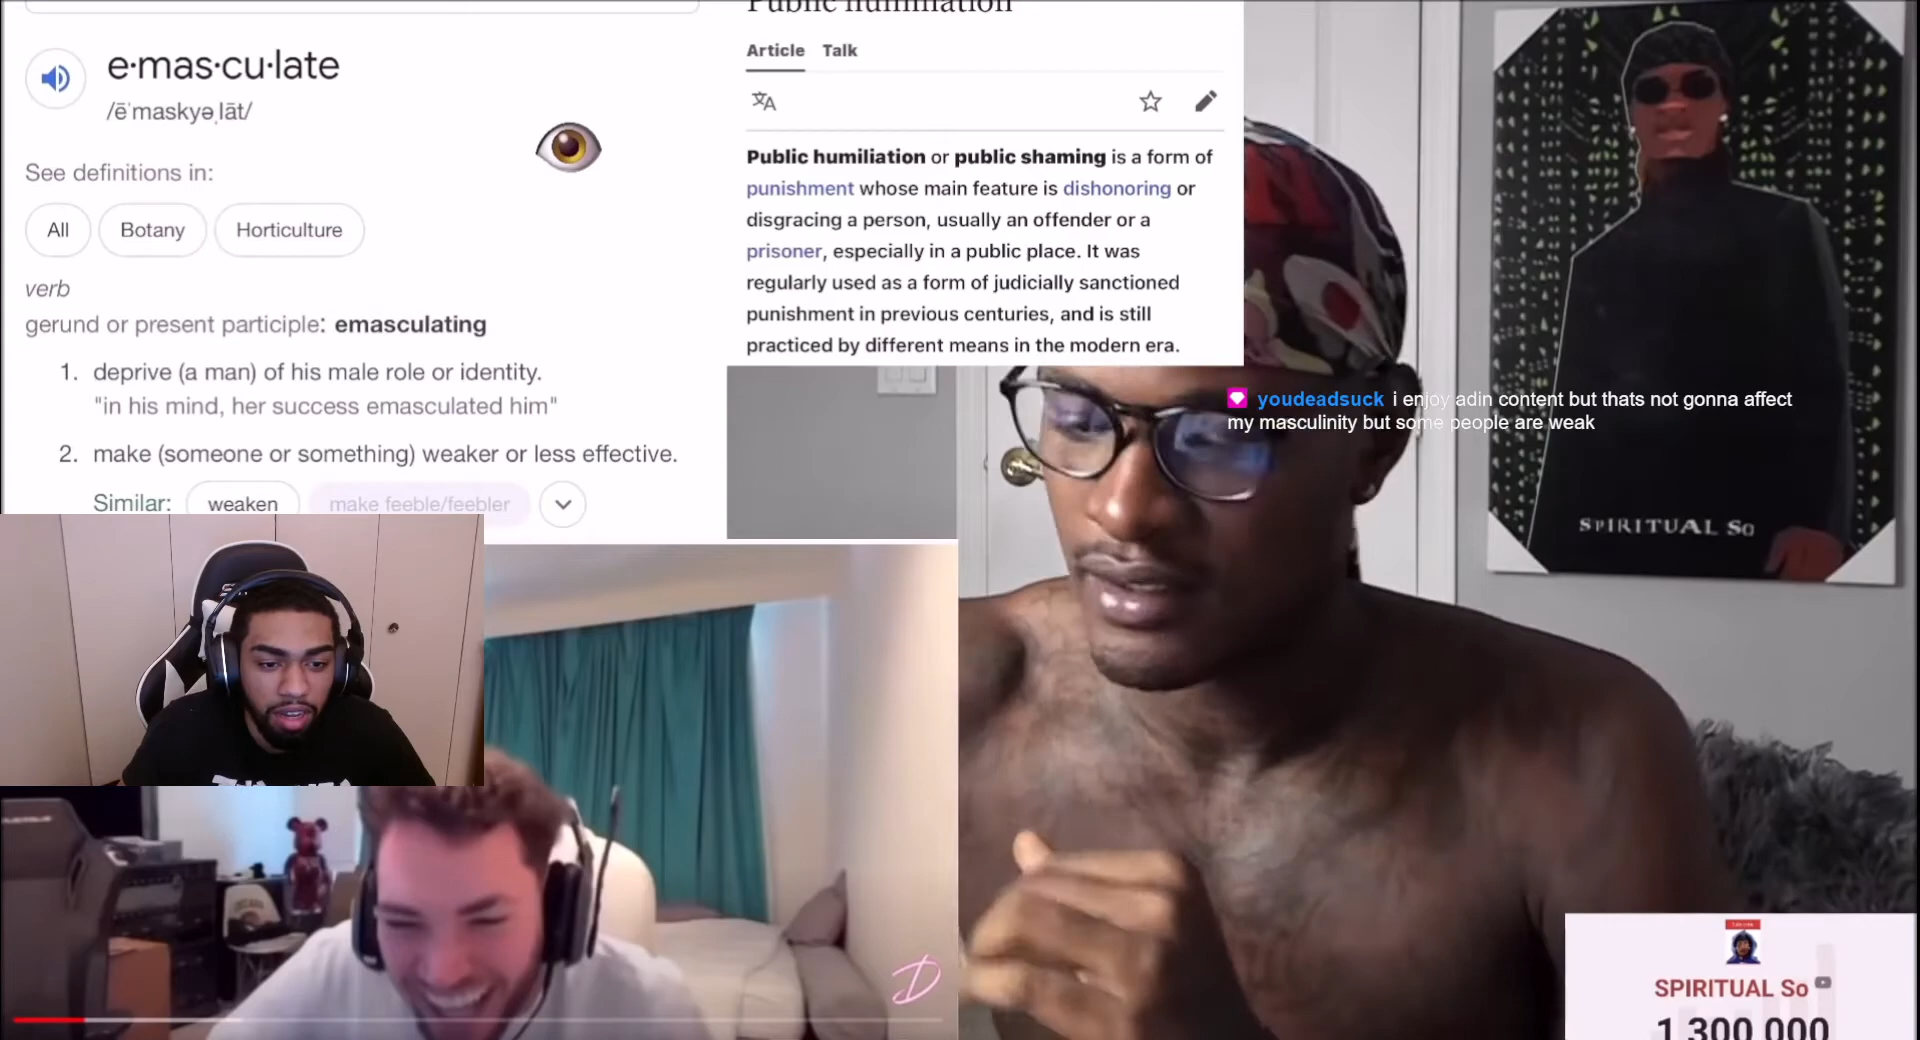 e·mas·cu·late
/ēˈmaskyəˌlāt/
See definitions in:
All
Botany
Horticulture
verb
gerund or present participle: emasculating
1. deprive (a man) of his male role or identity.
"in his mind, her success emasculated him"
2. make (someone or something) weaker or less effective.
Similar:
weaken
make feeble/feebler
Public humiliation
Article
Talk
Public humiliation or public shaming is a form of
punishment whose main feature is dishonoring or
disgracing a person, usually an offender or a
prisoner, especially in a public place. It was
regularly used as a form of judicially sanctioned
punishment in previous centuries, and is still
practiced by different means in the modern era.
youdeadsuck i enjoy adin content but thats not gonna affect
my masculinity but some people are weak
SPIRITUAL So
D
SPIRITUAL So
1,300,000